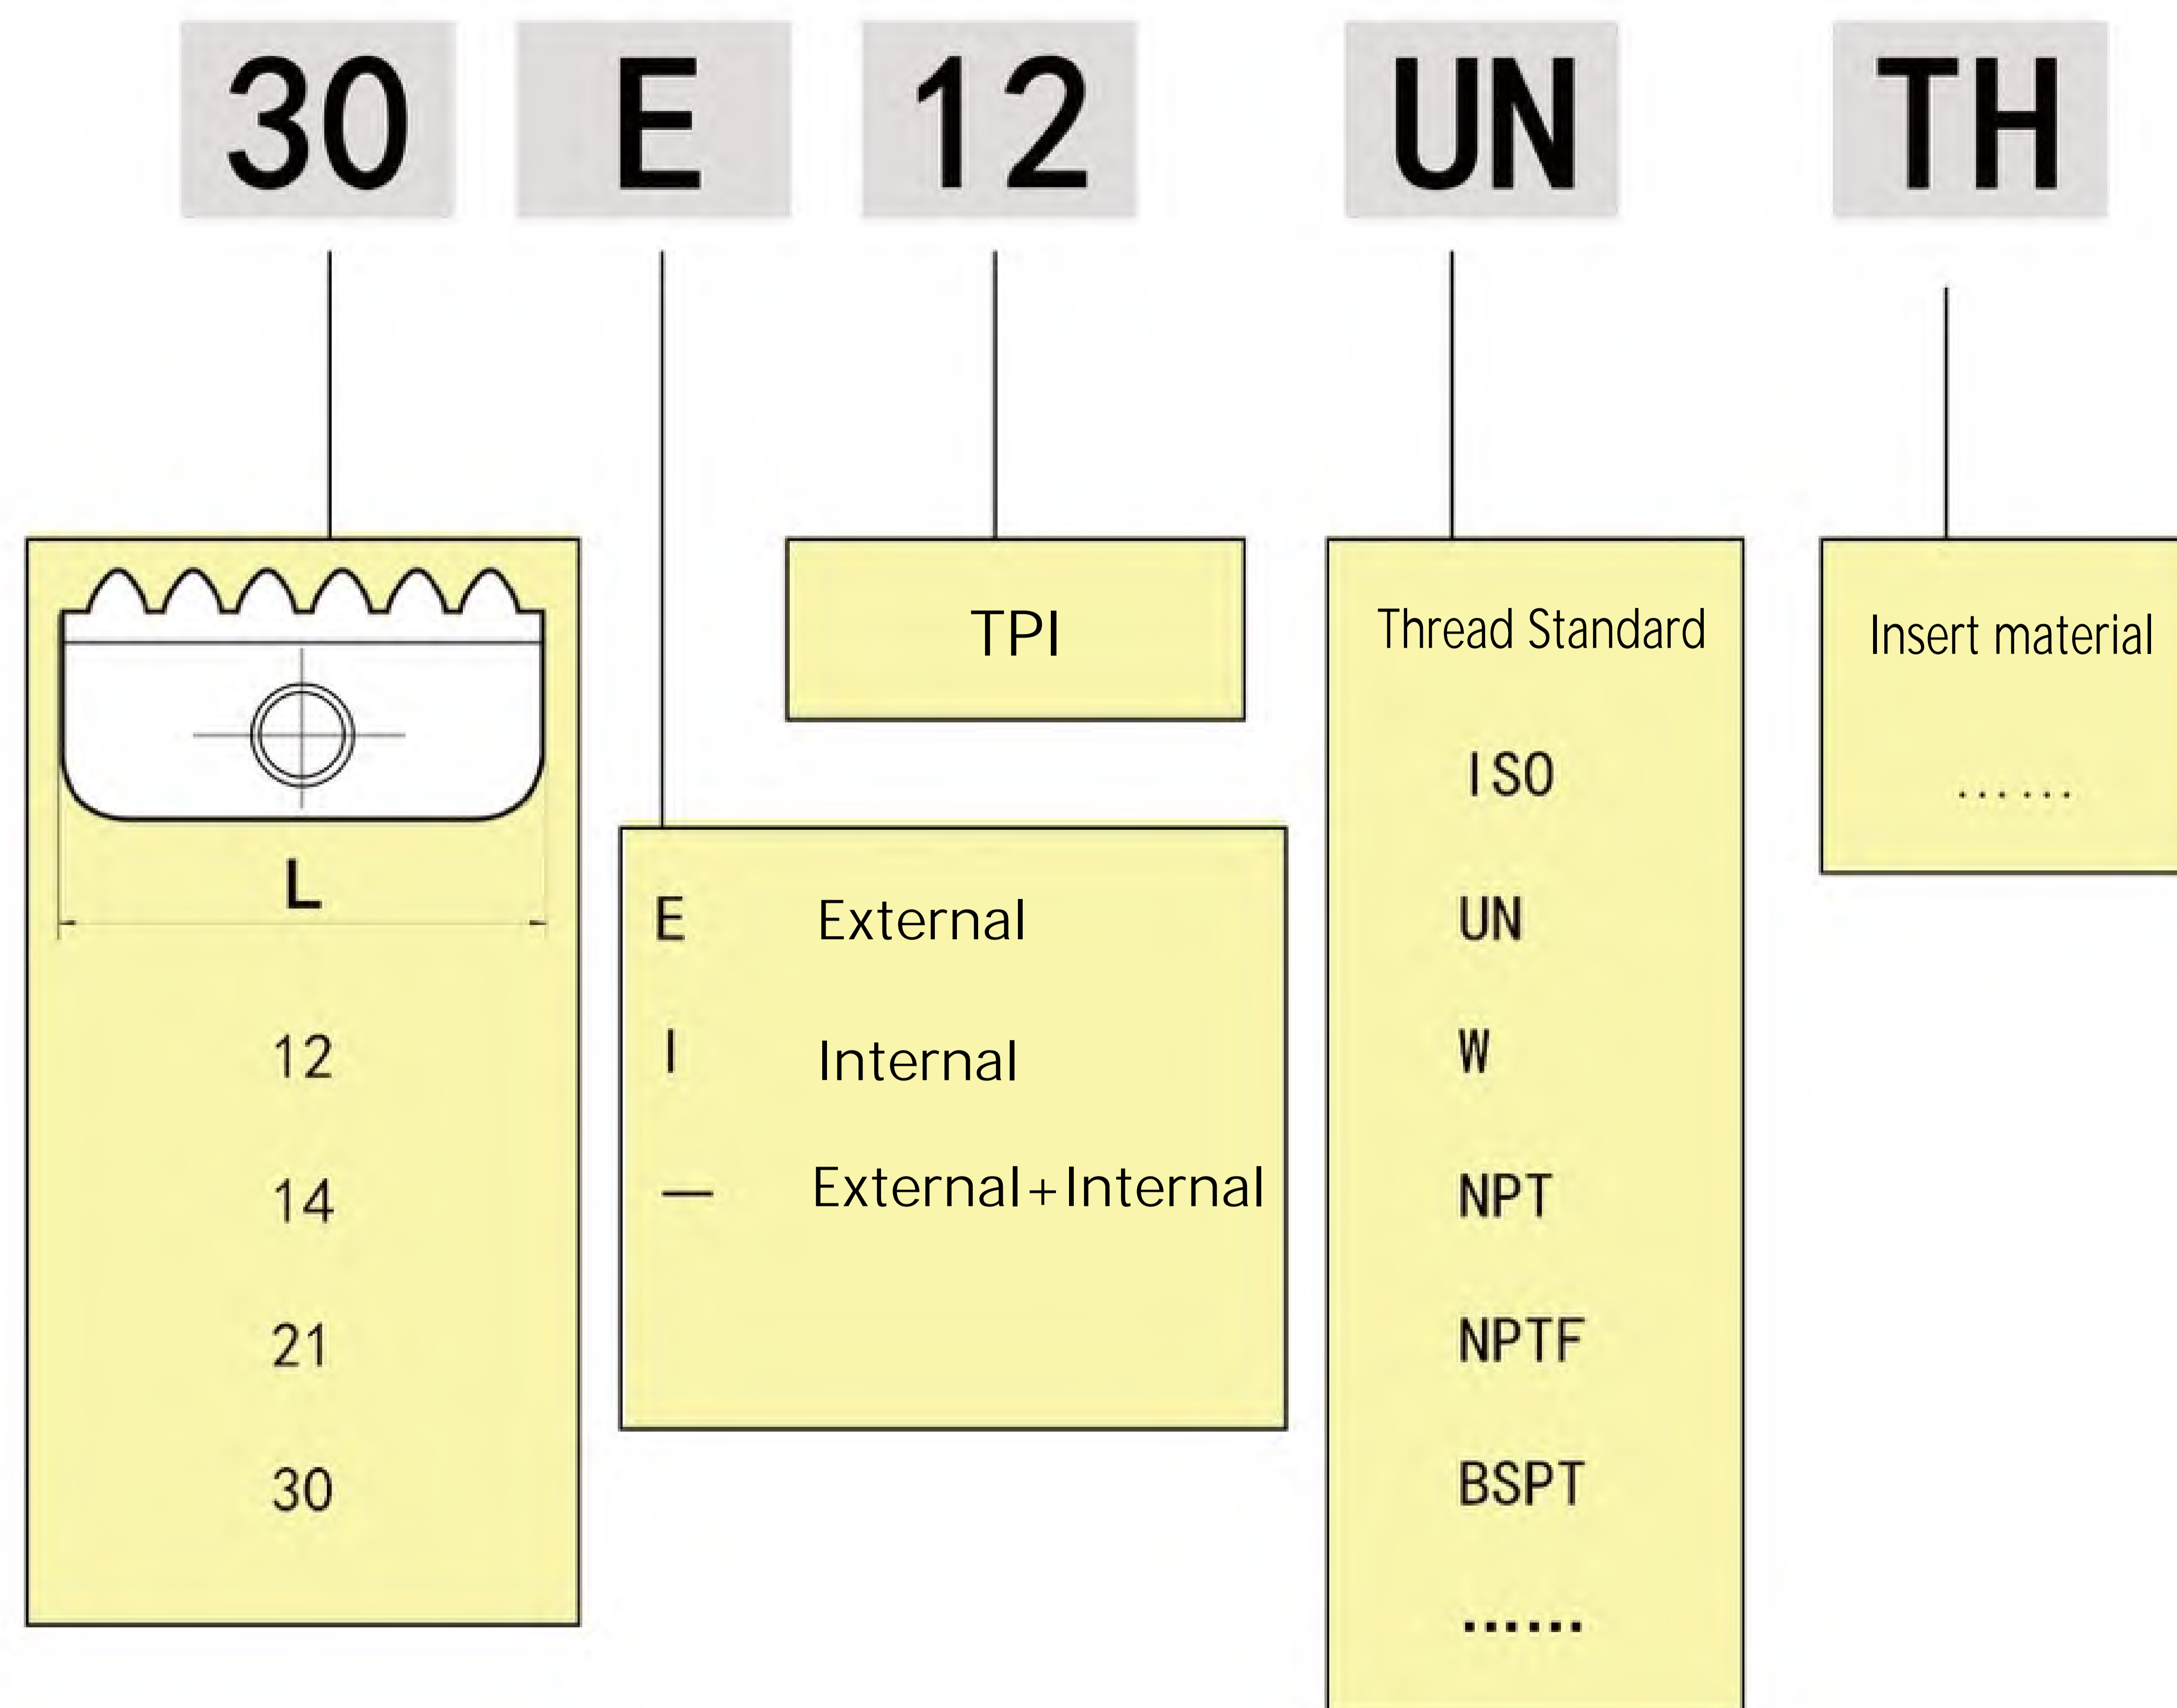 30 E 12 UN TH
L
12
14
21
30
E External
I Internal
— External+Internal
TPI
Thread Standard
ISO
UN
W
NPT
NPTF
BSPT
......
Insert material
......